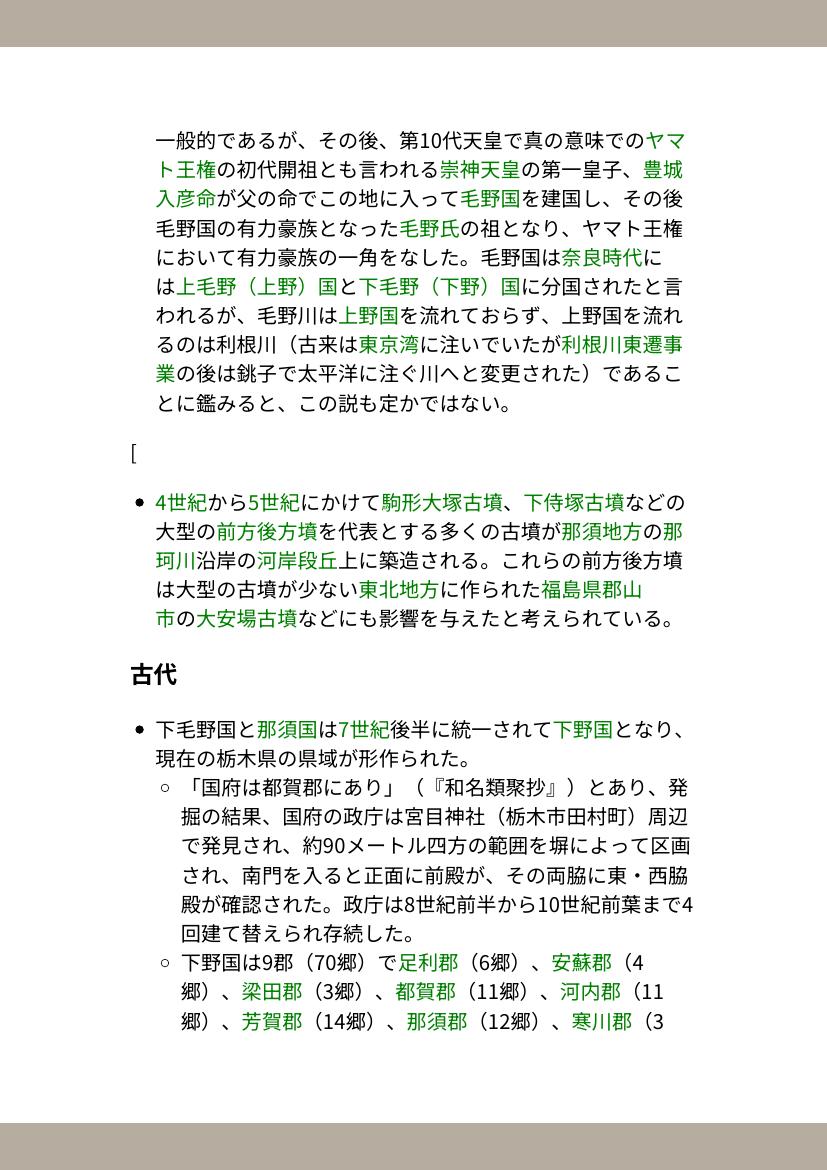 一般的であるが、その後、第10代天皇で真の意味でのヤマ
ト王権の初代開祖とも言われる崇神天皇の第一皇子、豊城
入彦命が父の命でこの地に入って毛野国を建国し、その後
毛野国の有力豪族となった毛野氏の祖となり、ヤマト王権
において有力豪族の一角をなした。毛野国は奈良時代に
は上毛野（上野）国と下毛野（下野）国に分国されたと言
われるが、毛野川は上野国を流れておらず、上野国を流れ
るのは利根川（古来は東京湾に注いでいたが利根川東遷事
業の後は銚子で太平洋に注ぐ川へと変更された）であるこ
とに鑑みると、この説も定かではない。
[
• 4世紀から5世紀にかけて駒形大塚古墳、下侍塚古墳などの
大型の前方後方墳を代表とする多くの古墳が那須地方の那
珂川沿岸の河岸段丘上に築造される。これらの前方後方墳
は大型の古墳が少ない東北地方に作られた福島県郡山
市の大安場古墳などにも影響を与えたと考えられている。
古代
• 下毛野国と那須国は7世紀後半に統一されて下野国となり、
現在の栃木県の県域が形作られた。
○ 「国府は都賀郡にあり」（『和名類聚抄』）とあり、発
掘の結果、国府の政庁は宮目神社（栃木市田村町）周辺
で発見され、約90メートル四方の範囲を塀によって区画
され、南門を入ると正面に前殿が、その両脇に東・西脇
殿が確認された。政庁は8世紀前半から10世紀前葉まで4
回建て替えられ存続した。
○ 下野国は9郡（70郷）で足利郡（6郷）、安蘇郡（4
郷）、梁田郡（3郷）、都賀郡（11郷）、河内郡（11
郷）、芳賀郡（14郷）、那須郡（12郷）、寒川郡（3